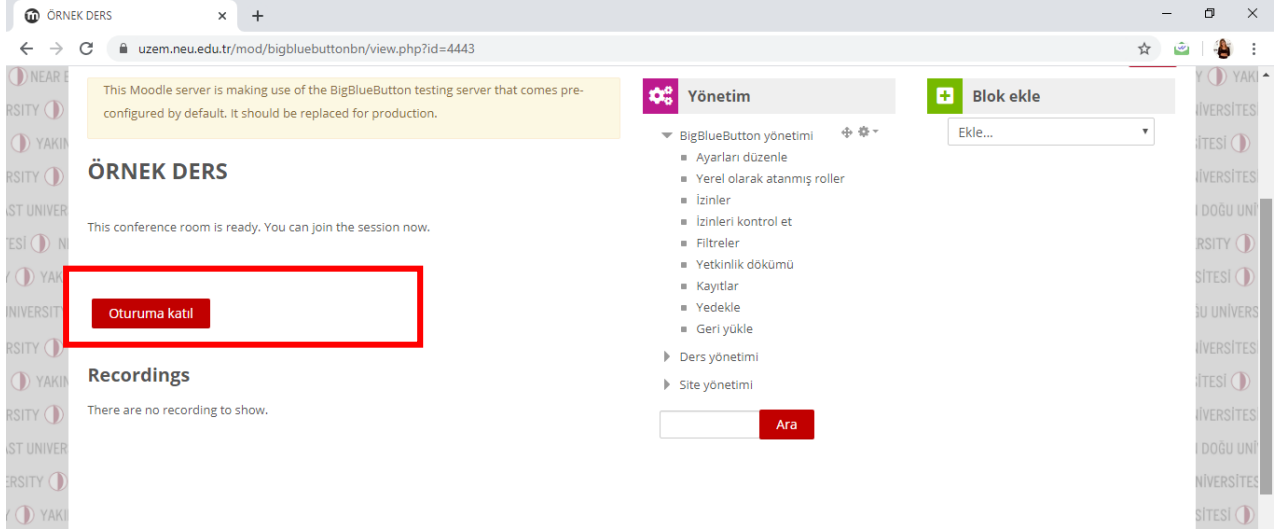 ÖRNEK DERS
uzem.neu.edu.tr/mod/bigbluebuttonbn/view.php?id=4443
This Moodle server is making use of the BigBlueButton testing server that comes pre-
configured by default. It should be replaced for production.
ÖRNEK DERS
This conference room is ready. You can join the session now.
Oturuma katıl
Recordings
There are no recording to show.
Yönetim
BigBlueButton yönetimi
Ayarları düzenle
Yerel olarak atanmış roller
İzinler
İzinleri kontrol et
Filtreler
Yetkinlik dökümü
Kayıtlar
Yedekle
Geri yükle
Ders yönetimi
Site yönetimi
Ara
Blok ekle
Ekle...